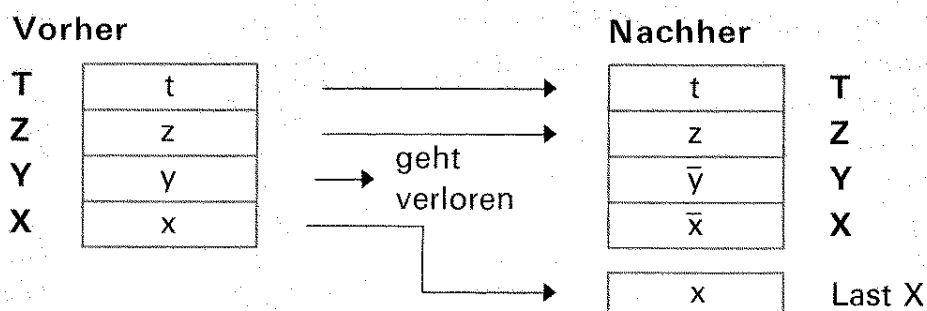 Vorher Nachher
T t t T
Z z z Z
Y y geht verloren y̅ Y
X x x̅ X
x Last X